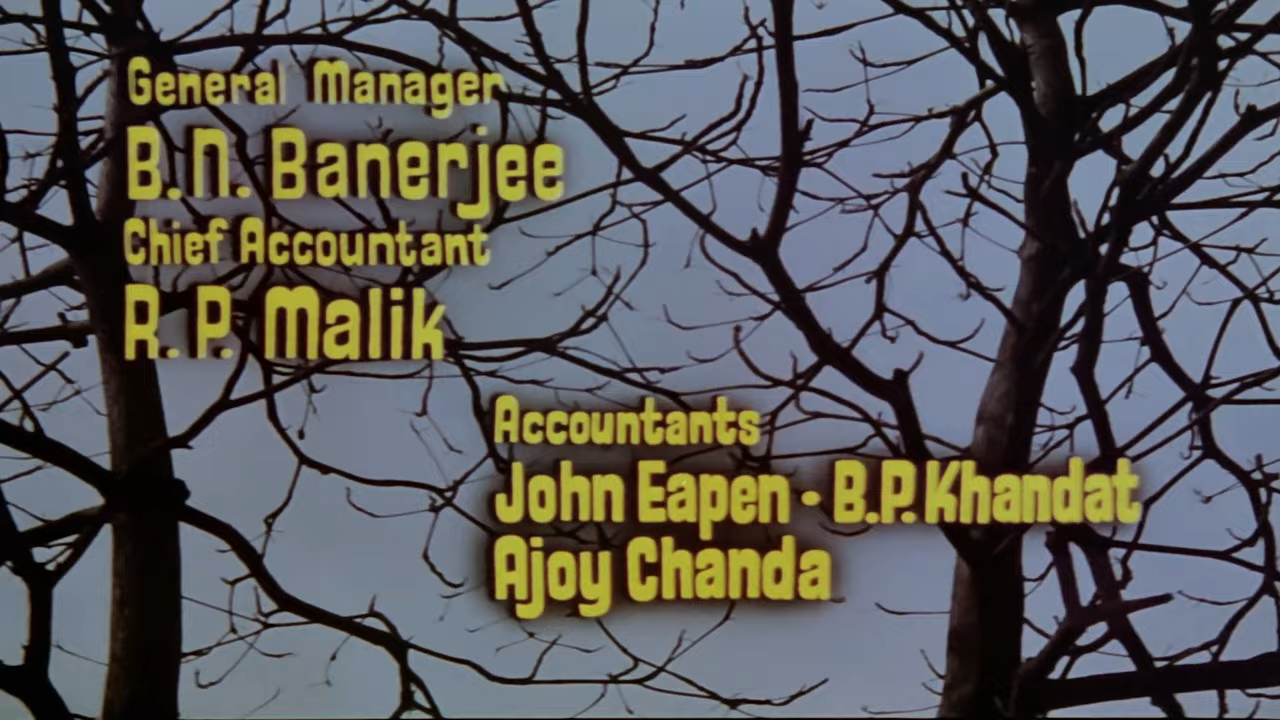 General Manager
B.N. Banerjee
Chief Accountant
R.P. Malik
Accountants
John Eapen - B.P. Khandat
Ajoy Chanda